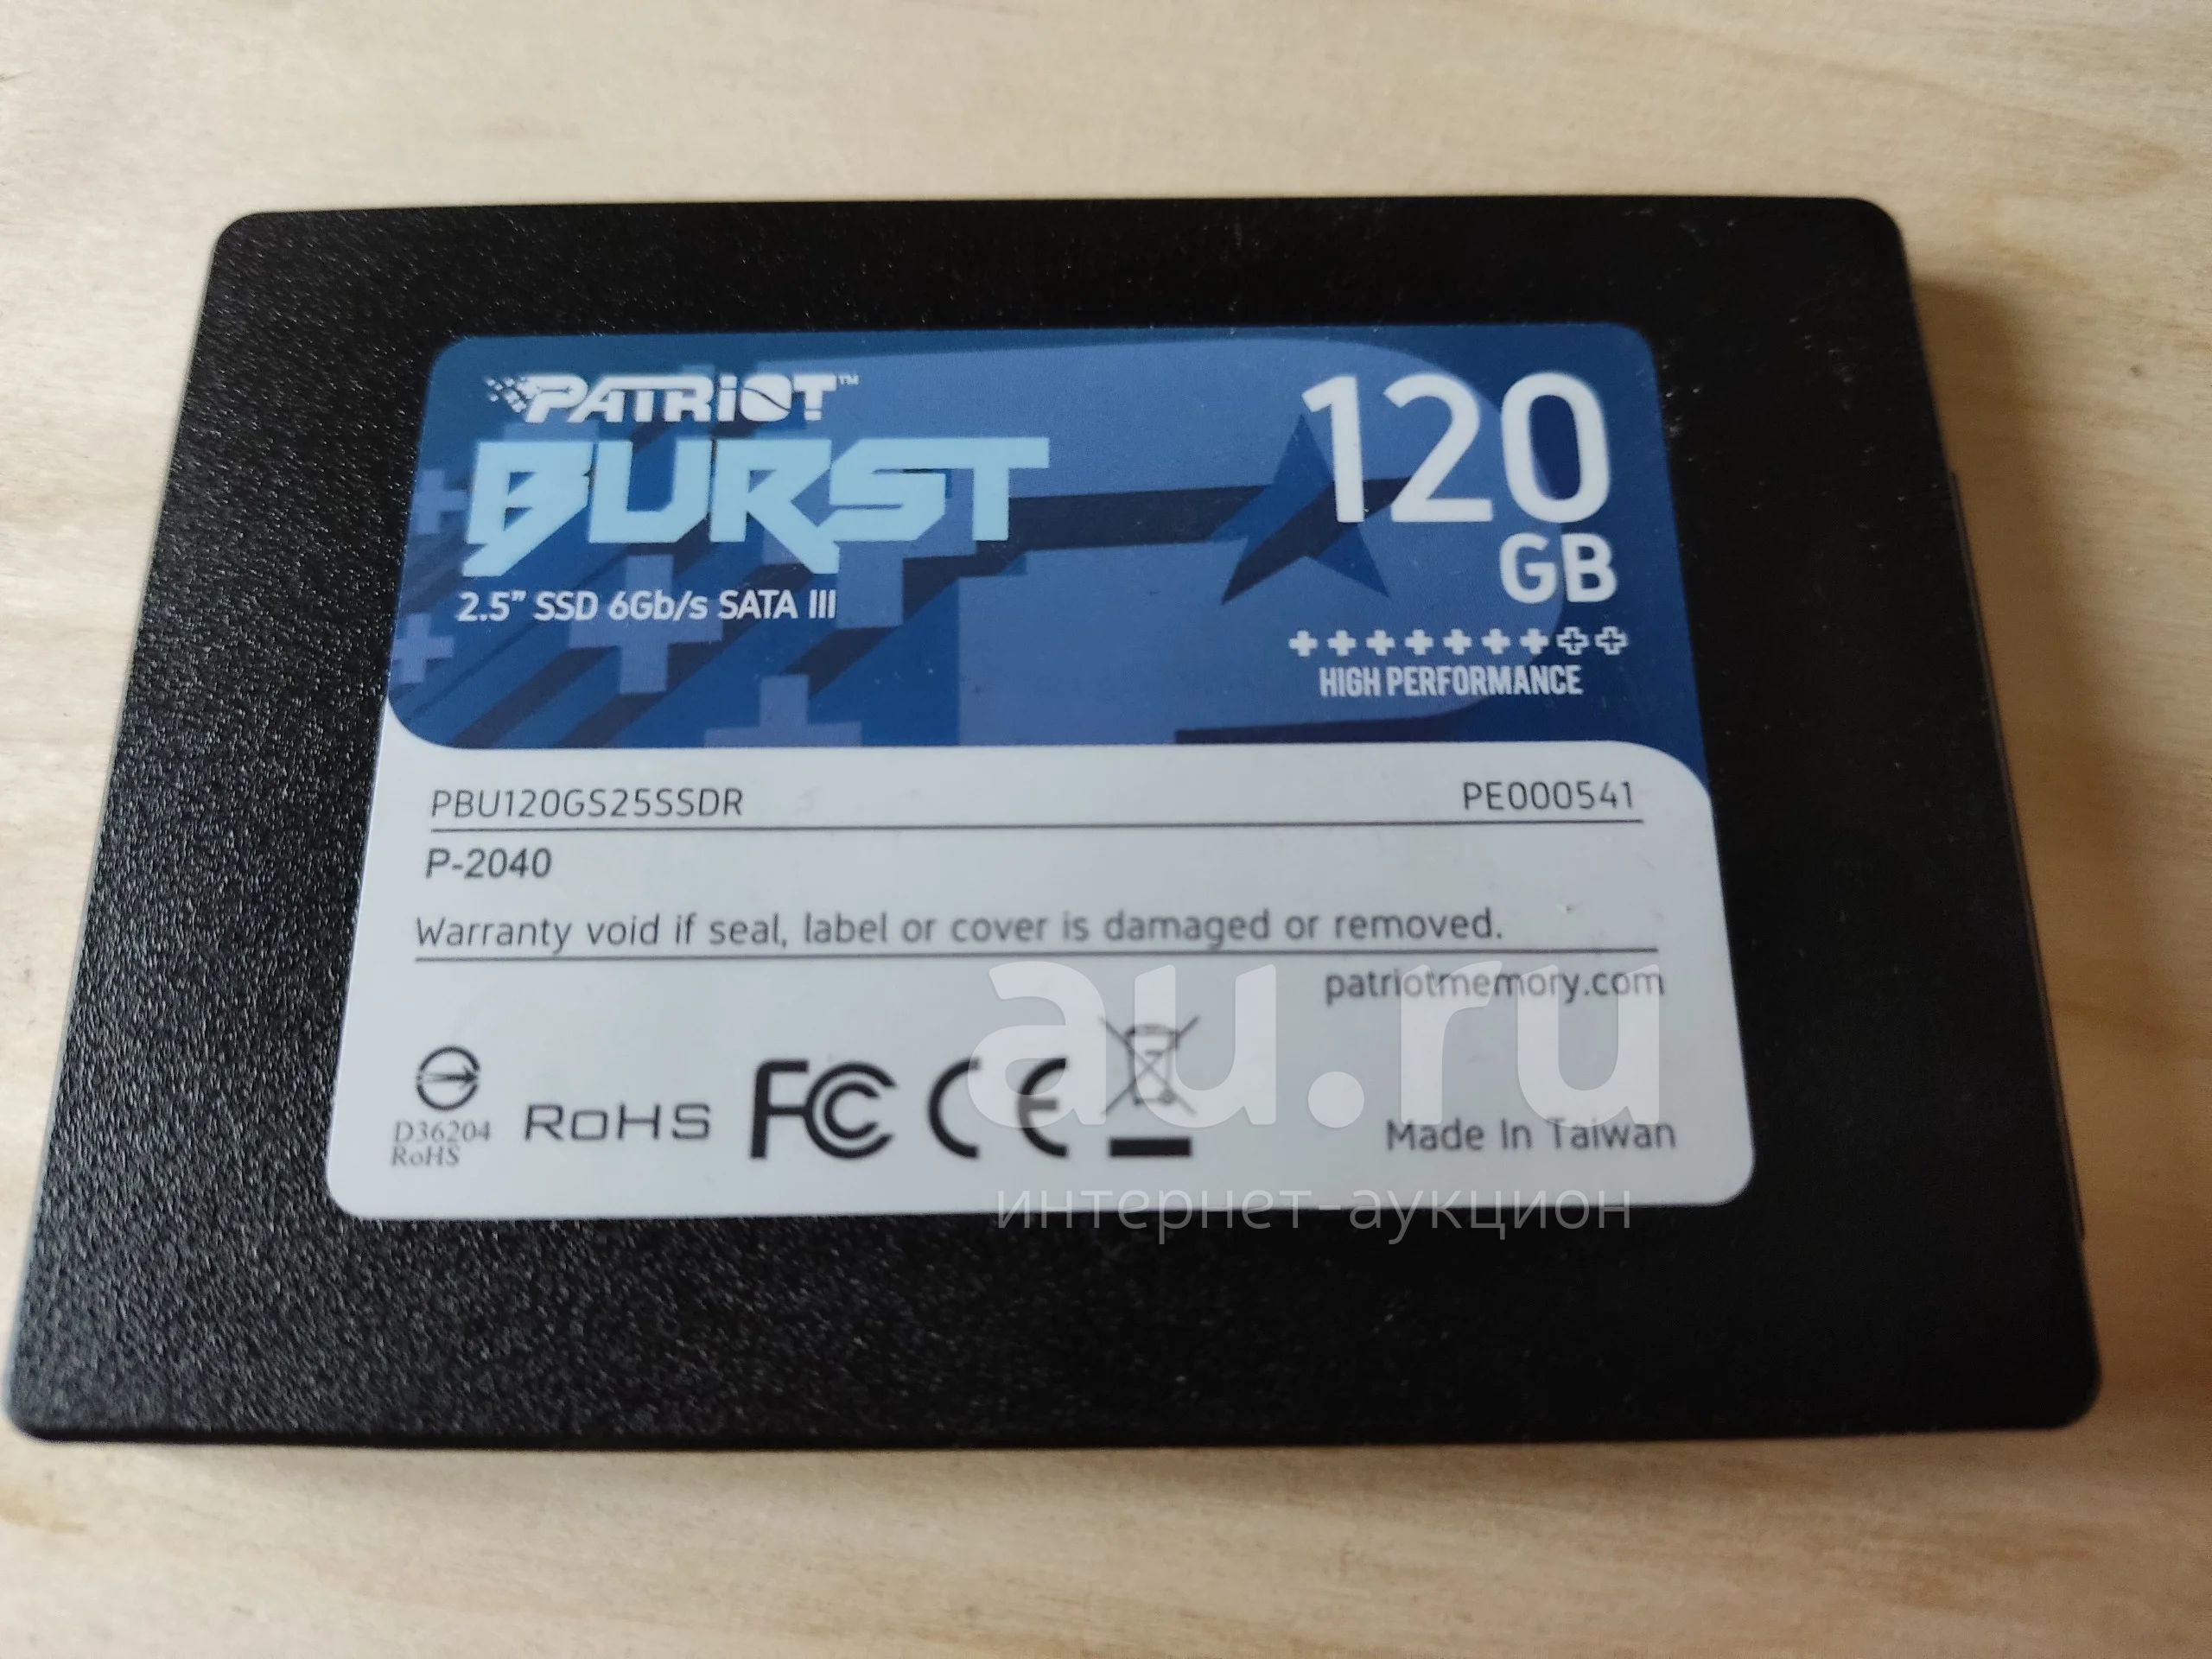 PATRIOT™
BURST
2.5” SSD 6Gb/s SATA III
120
GB
HIGH PERFORMANCE
PBU120GS25SSDR PE000541
P-2040
Warranty void if seal, label or cover is damaged or removed.
patriotmemory.com
D36204
RoHS
RoHS FC CE
Made In Taiwan
au.ru
интернет-аукцион